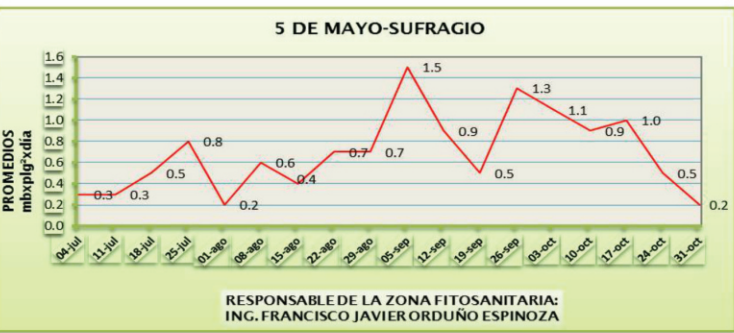 5 DE MAYO-SUFRAGIO
PROMEDIOS
mbxplg²xdia
1.6
1.4
1.2
1.0
0.8
0.6
0.4
0.2
0.0
0.3
0.3
0.5
0.8
0.2
0.6
0.4
0.7
0.7
1.5
0.9
0.5
1.3
1.1
0.9
1.0
0.5
0.2
04-jul
11-jul
18-jul
25-jul
01-ago
08-ago
15-ago
22-ago
29-ago
05-sep
12-sep
19-sep
26-sep
03-oct
10-oct
17-oct
24-oct
31-oct
RESPONSABLE DE LA ZONA FITOSANITARIA:
ING. FRANCISCO JAVIER ORDUÑO ESPINOZA